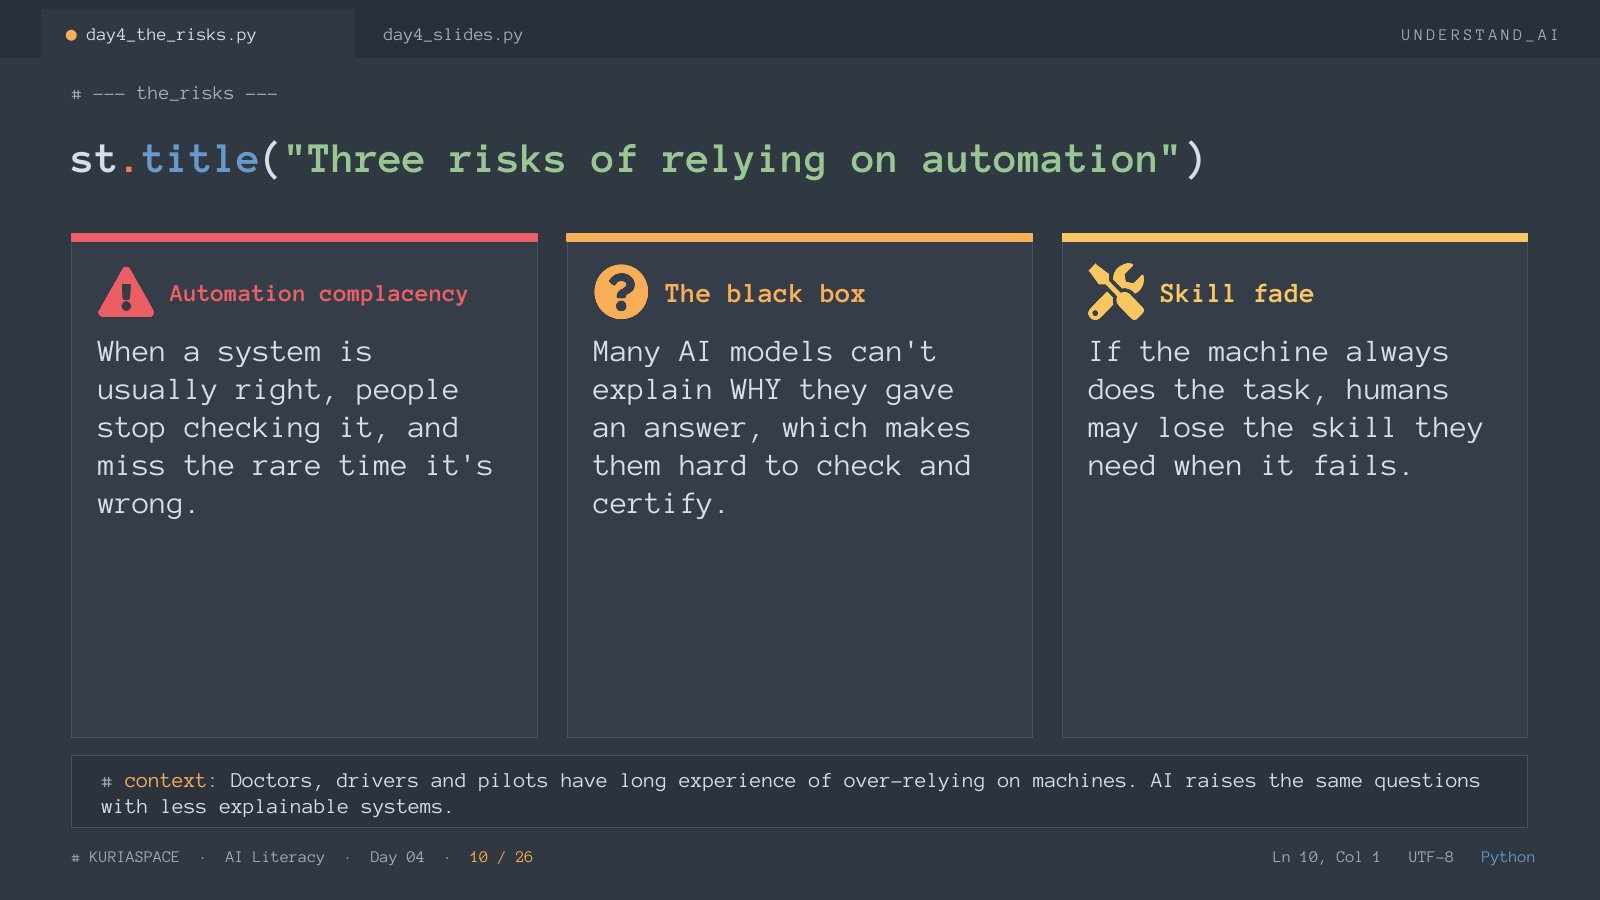 day4_the_risks.py
day4_slides.py
UNDERSTAND_AI
# --- the_risks ---
st.title("Three risks of relying on automation")
Automation complacency
When a system is
usually right, people
stop checking it, and
miss the rare time it's
wrong.
The black box
Many AI models can't
explain WHY they gave
an answer, which makes
them hard to check and
certify.
Skill fade
If the machine always
does the task, humans
may lose the skill they
need when it fails.
# context: Doctors, drivers and pilots have long experience of over-relying on machines. AI raises the same questions
with less explainable systems.
# KURIASPACE · AI Literacy · Day 04 · 10 / 26
Ln 10, Col 1 UTF-8 Python